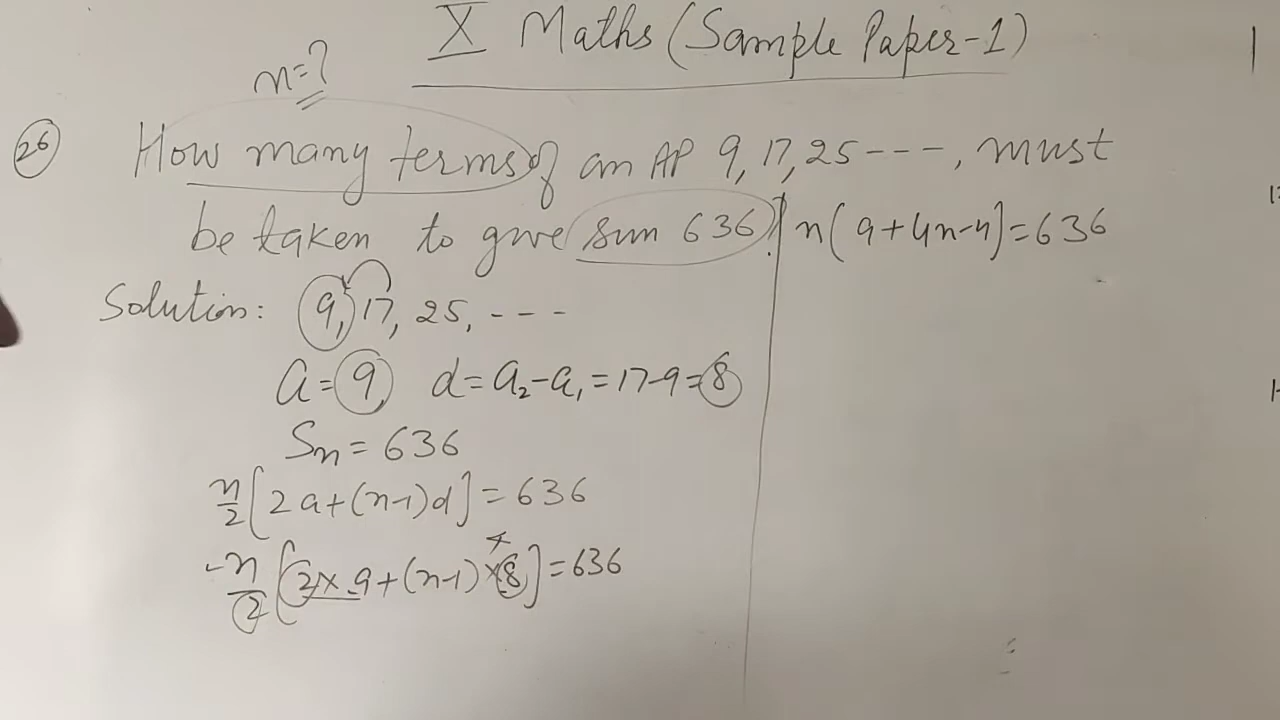 X Maths (Sample Paper-1)
n=?
26 How many terms of an AP 9, 17, 25 ---, must
be taken to give sum 636?
Solution: 9, 17, 25, ---
a = 9, d = a₂-a₁ = 17-9 = 8
Sn = 636
n/2 [2a+(n-1)d] = 636
n/2 [2×9+(n-1)×8] = 636
n(9+4n-4] = 636